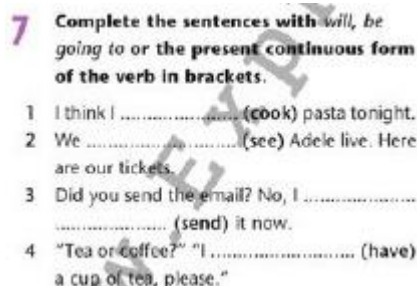 7 Complete the sentences with will, be
going to or the present continuous form
of the verb in brackets.
1 I think I ........................ (cook) pasta tonight.
2 We ............................... (see) Adele live. Here
are our tickets.
3 Did you send the email? No, I .......................
...................... (send) it now.
4 "Tea or coffee?" "I ............................. (have)
a cup of tea, please."